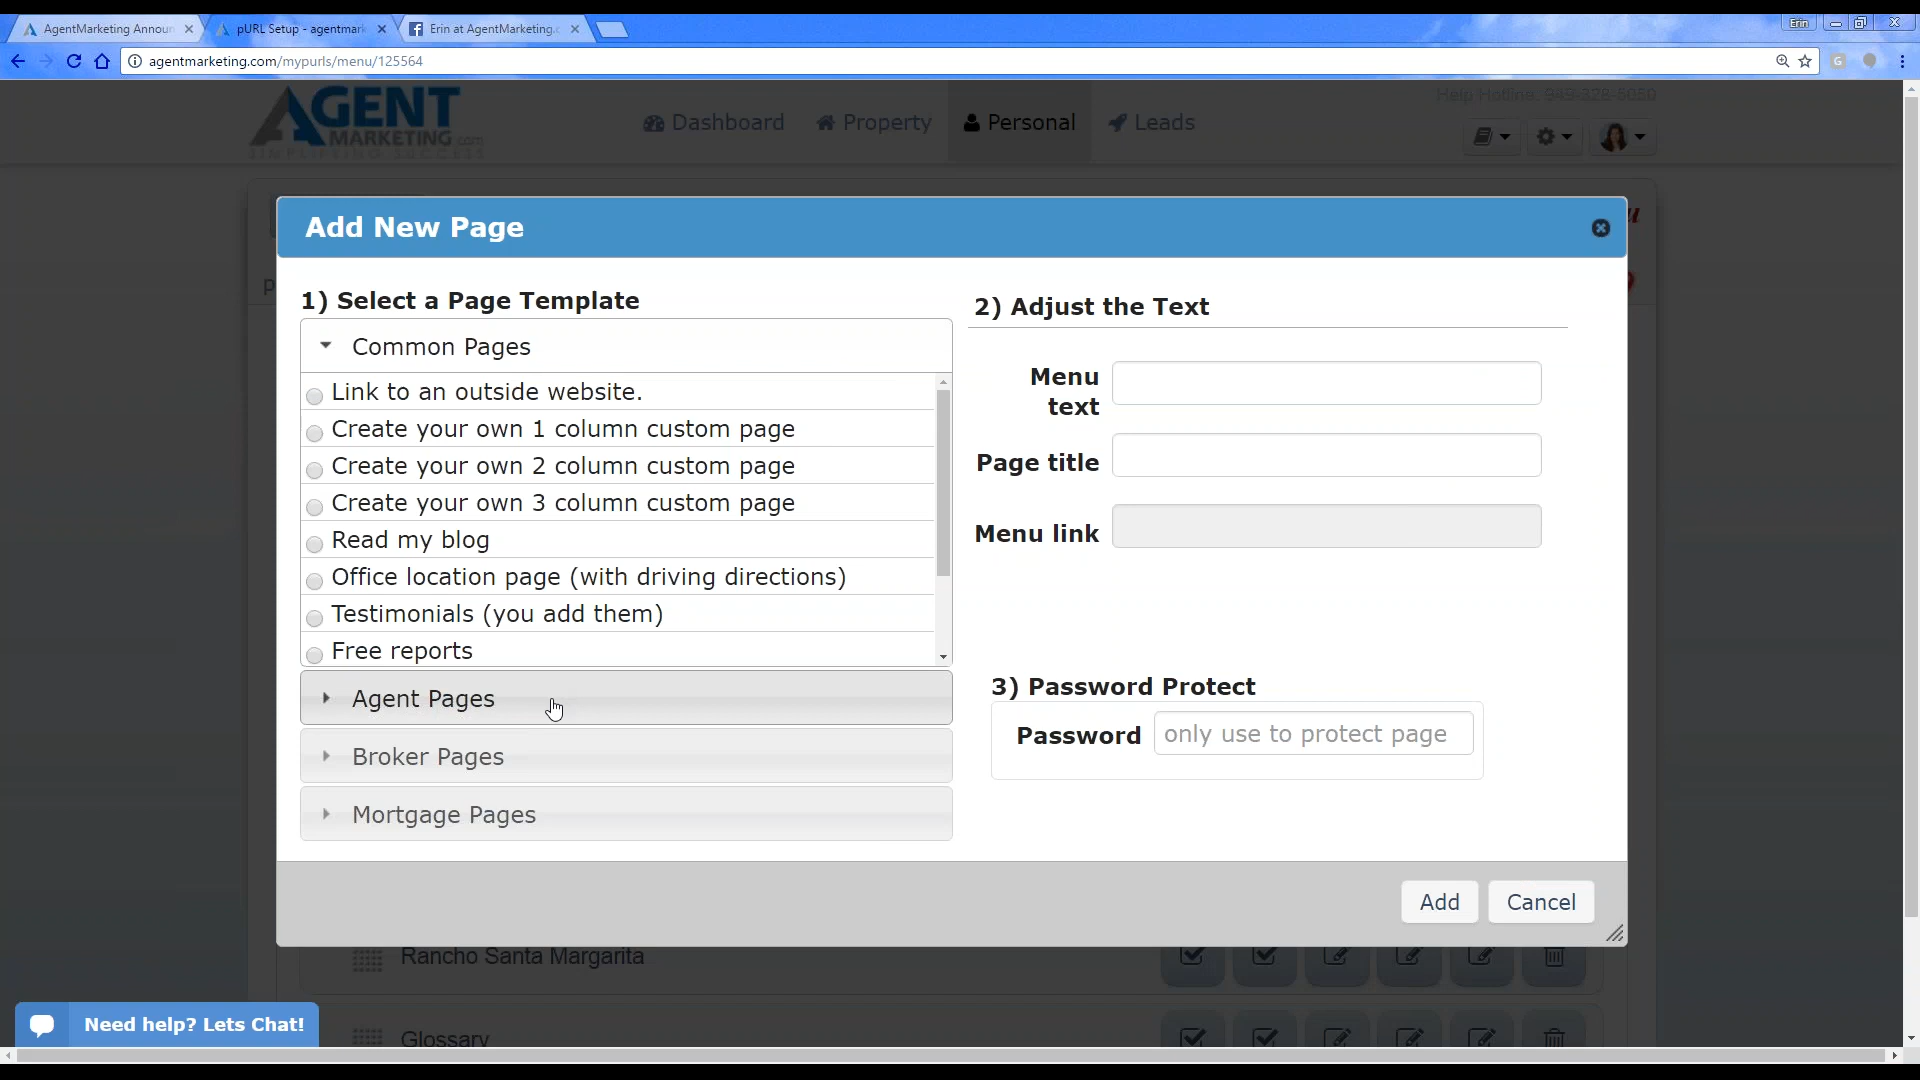 AgentMarketing Announ
pURL Setup - agentmark
Erin at AgentMarketing.c
Erin
agentmarketing.com/mypurls/menu/125564
G
AGENT
MARKETING.com
SIMPLIFYING SUCCESS
Dashboard
Property
Personal
Leads
Help Hotline: 949-328-5050
Add New Page
1) Select a Page Template
Common Pages
Link to an outside website.
Create your own 1 column custom page
Create your own 2 column custom page
Create your own 3 column custom page
Read my blog
Office location page (with driving directions)
Testimonials (you add them)
Free reports
Agent Pages
Broker Pages
Mortgage Pages
2) Adjust the Text
Menu
text
Page title
Menu link
3) Password Protect
Password
only use to protect page
Add
Cancel
Rancho Santa Margarita
Glossary
Need help? Lets Chat!